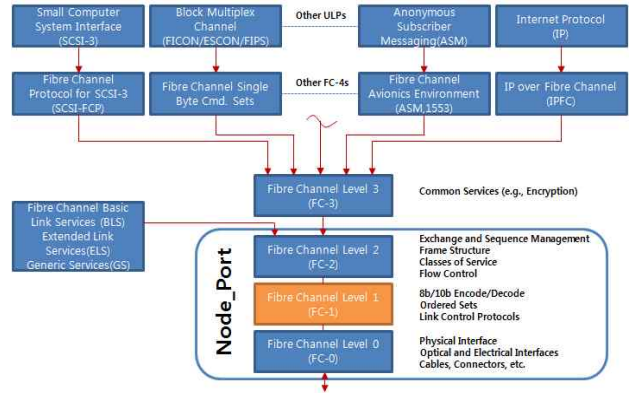 Small Computer
System Interface
(SCSI-3)
Block Multiplex
Channel
(FICON/ESCON/FIPS)
Other ULPs
Anonymous
Subscriber
Messaging(ASM)
Internet Protocol
(IP)
Fibre Channel
Protocol for SCSI-3
(SCSI-FCP)
Fibre Channel Single
Byte Cmd. Sets
Other FC-4s
Fibre Channel
Avionics Environment
(ASM,1553)
IP over Fibre Channel
(IPFC)
Fibre Channel Level 3
(FC-3)
Common Services (e.g., Encryption)
Fibre Channel Basic
Link Services (BLS)
Extended Link
Services(ELS)
Generic Services(GS)
Node_Port
Fibre Channel Level 2
(FC-2)
Exchange and Sequence Management
Frame Structure
Classes of Service
Flow Control
Fibre Channel Level 1
(FC-1)
8b/10b Encode/Decode
Ordered Sets
Link Control Protocols
Fibre Channel Level 0
(FC-0)
Physical Interface
Optical and Electrical Interfaces
Cables, Connectors, etc.